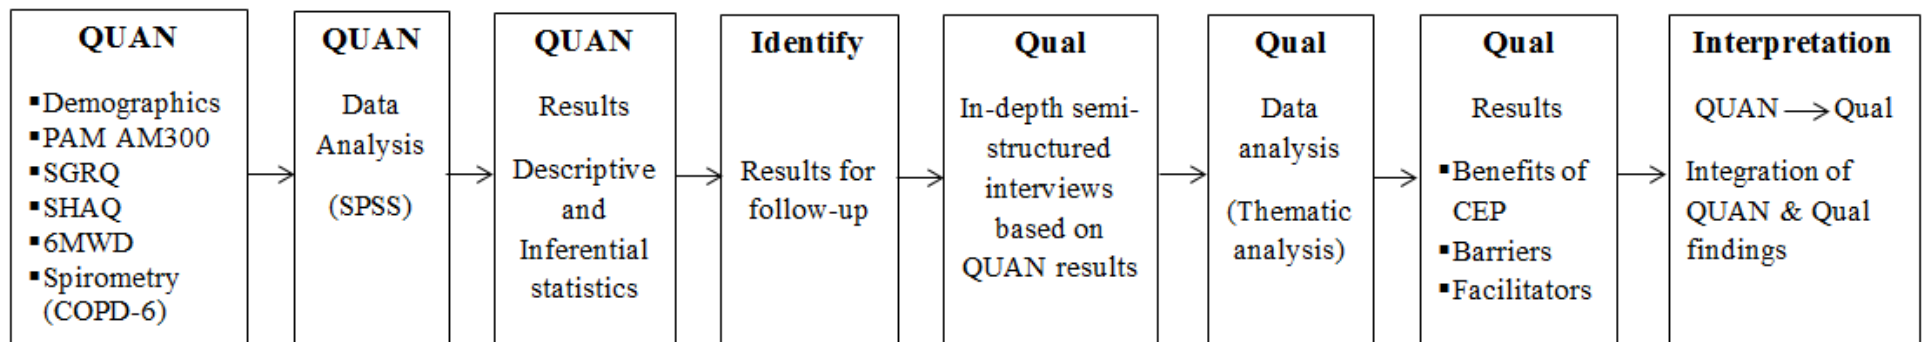 QUAN
▪Demographics
▪PAM AM300
▪SGRQ
▪SHAQ
▪6MWD
▪Spirometry
(COPD-6)
QUAN
Data
Analysis
(SPSS)
QUAN
Results
Descriptive
and
Inferential
statistics
Identify
Results for
follow-up
Qual
In-depth semi-
structured
interviews
based on
QUAN results
Qual
Data
analysis
(Thematic
analysis)
Qual
Results
▪Benefits of
CEP
▪Barriers
▪Facilitators
Interpretation
QUAN → Qual
Integration of
QUAN & Qual
findings